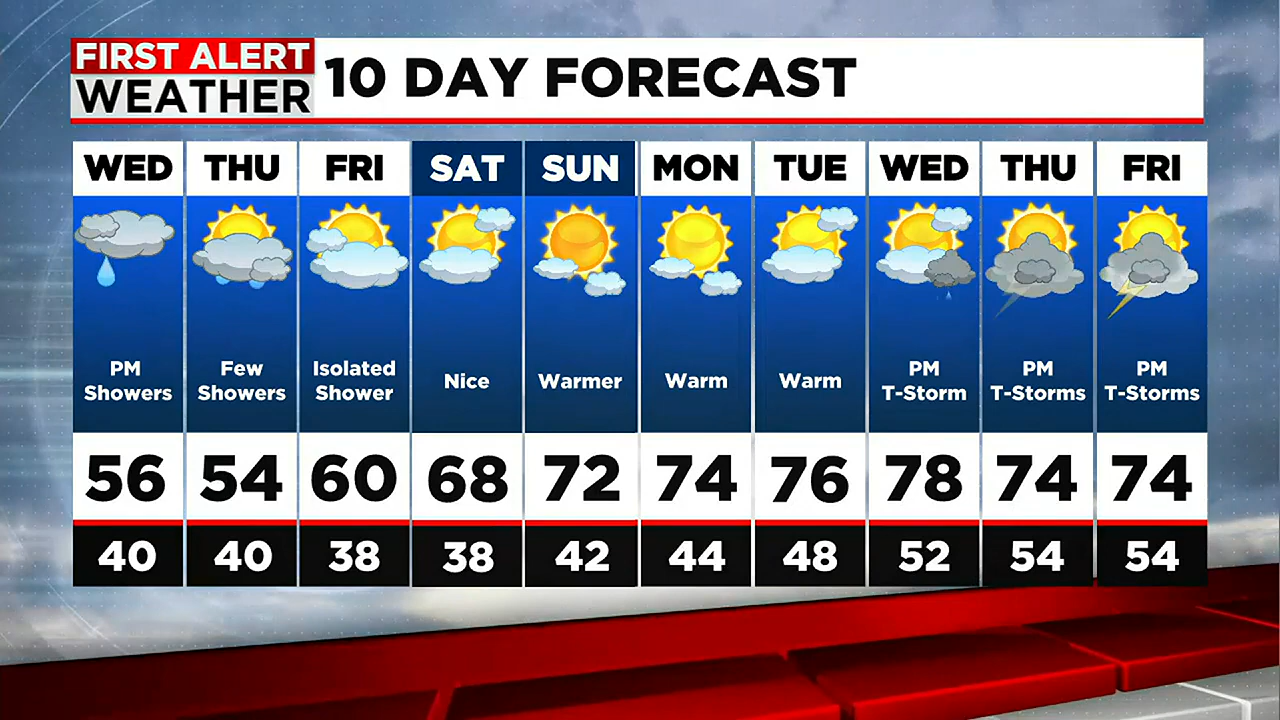 FIRST ALERT
WEATHER
10 DAY FORECAST
WED THU FRI SAT SUN MON TUE WED THU FRI
PM Showers
Few Showers
Isolated Shower
Nice
Warmer
Warm
Warm
PM T-Storm
PM T-Storms
PM T-Storms
56 54 60 68 72 74 76 78 74 74
40 40 38 38 42 44 48 52 54 54